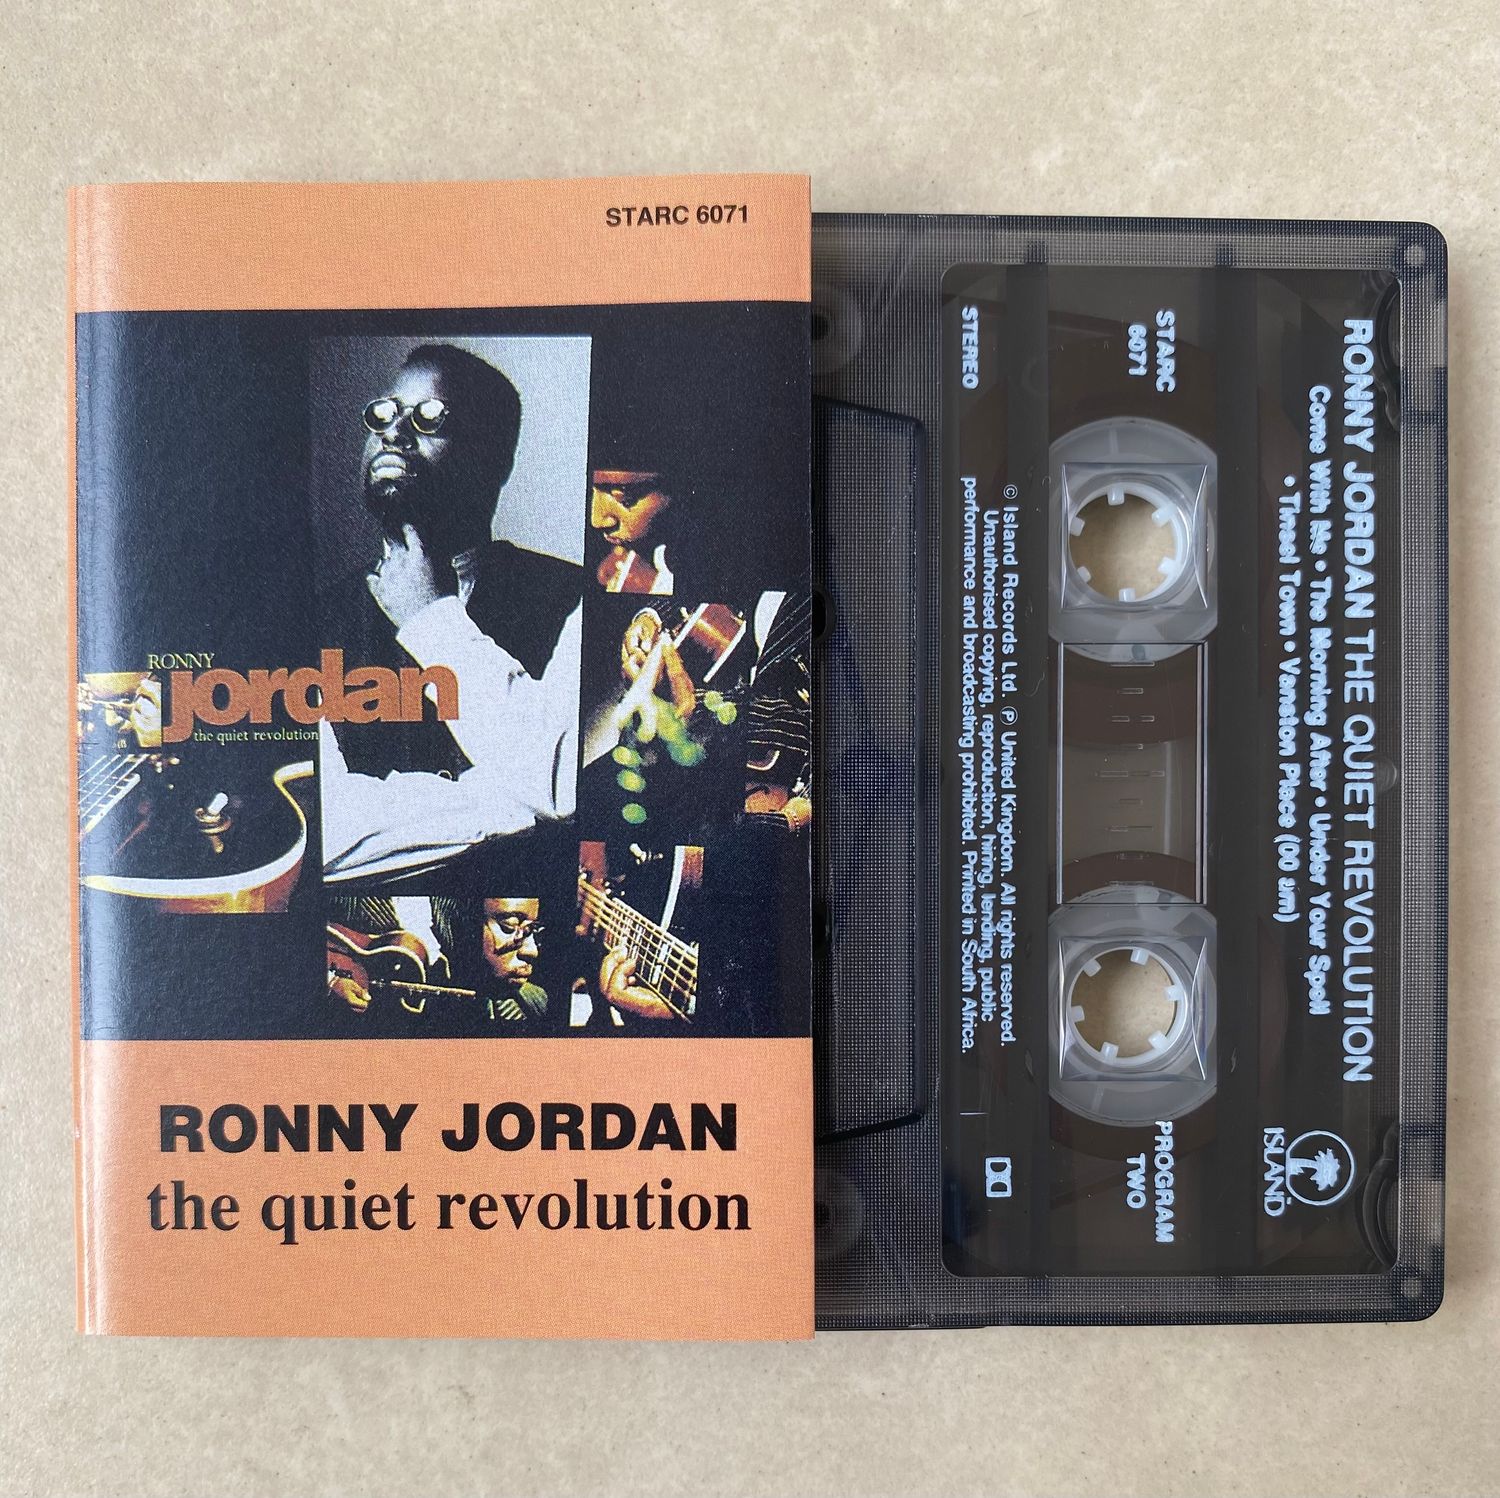 STARC 6071
RONNY
jordan
the quiet revolution
RONNY JORDAN
the quiet revolution
RONNY JORDAN THE QUIET REVOLUTION
Come With Me • The Morning After • Under Your Spell
• Tinsel Town • Vanston Place (00 am)
STARC
6071
PROGRAM
TWO
ISLAND
© Island Records Ltd. ℗ United Kingdom. All rights reserved.
Unauthorised copying, reproduction, hiring, lending, public
performance and broadcasting prohibited. Printed in South Africa.
STEREO